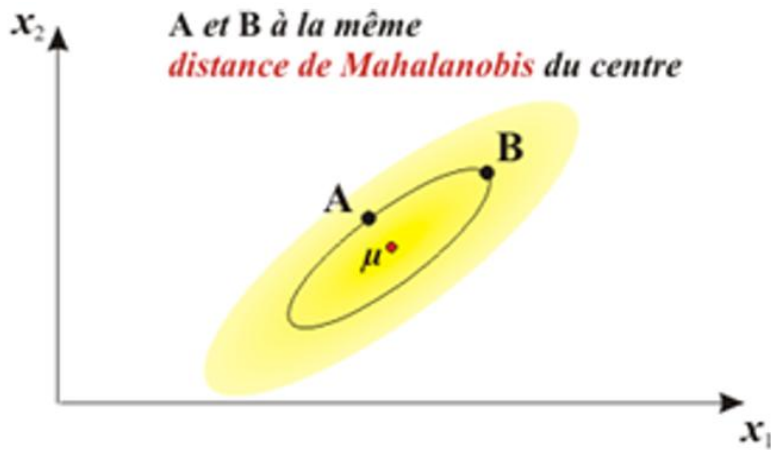 x₂
A et B à la même
distance de Mahalanobis du centre
B
A
μ
x₁